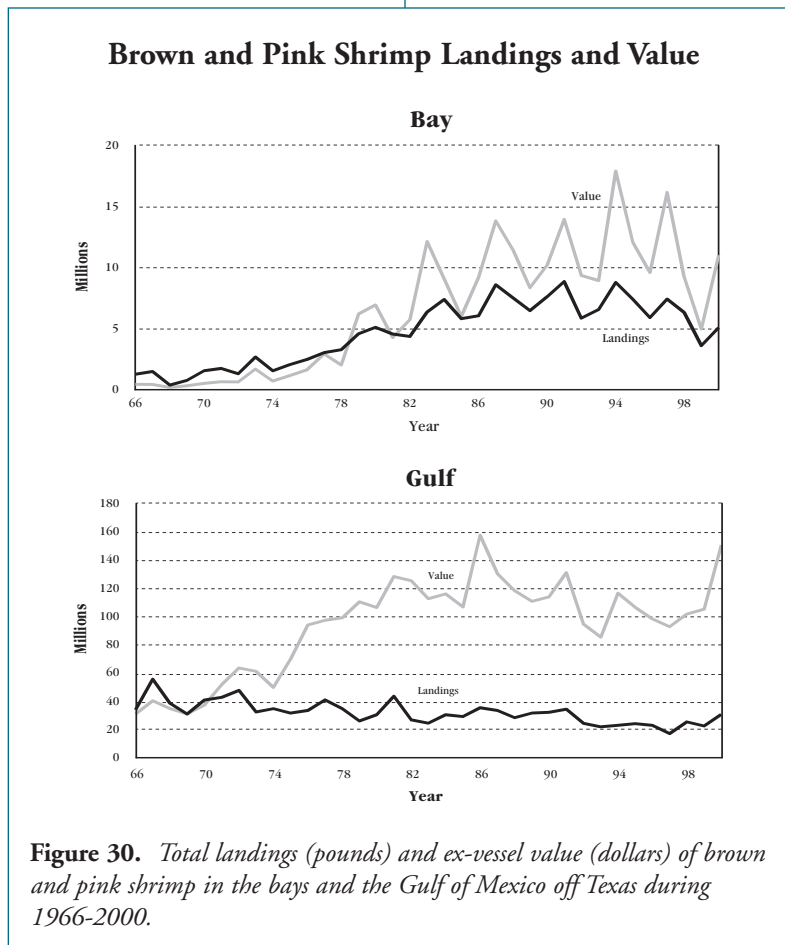 Brown and Pink Shrimp Landings and Value
Bay
20
15
10
5
0
Millions
Value
Landings
66 70 74 78 82 86 90 94 98
Year
Gulf
180
160
140
120
100
80
60
40
20
0
Millions
Value
Landings
66 70 74 78 82 86 90 94 98
Year
Figure 30. Total landings (pounds) and ex-vessel value (dollars) of brown
and pink shrimp in the bays and the Gulf of Mexico off Texas during
1966-2000.